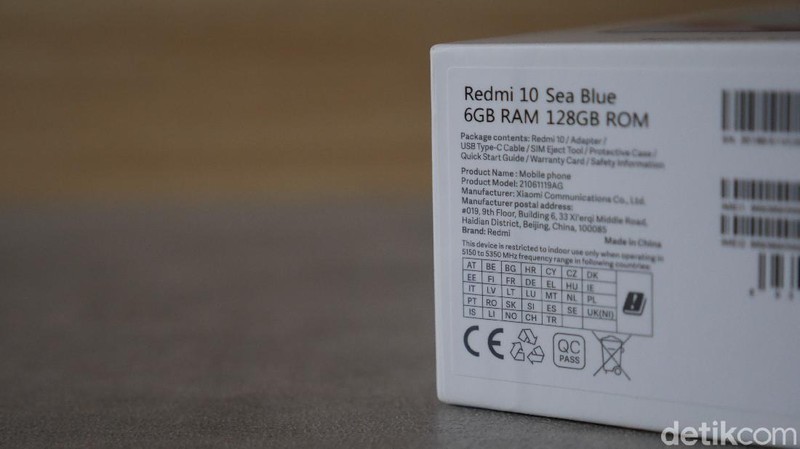 Redmi 10 Sea Blue
6GB RAM 128GB ROM
Package contents: Redmi 10 / Adapter /
USB Type-C Cable / SIM Eject Tool / Protective Case /
Quick Start Guide / Warranty Card / Safety Information
Product Name : Mobile phone
Product Model: 21061119AG
Manufacturer: Xiaomi Communications Co., Ltd.
Manufacturer postal address:
#019, 9th Floor, Building 6, 33 Xi'erqi Middle Road,
Haidian District, Beijing, China, 100085
Brand: Redmi
Made in China
This device is restricted to indoor use only when operating in
5150 to 5350 MHz frequency range in following countries:
AT BE BG HR CY CZ DK
EE FI FR DE EL HU IE
IT LV LT LU MT NL PL
PT RO SK SI ES SE UK(NI)
IS LI NO CH TR
CE
QC
PASS
detikcom